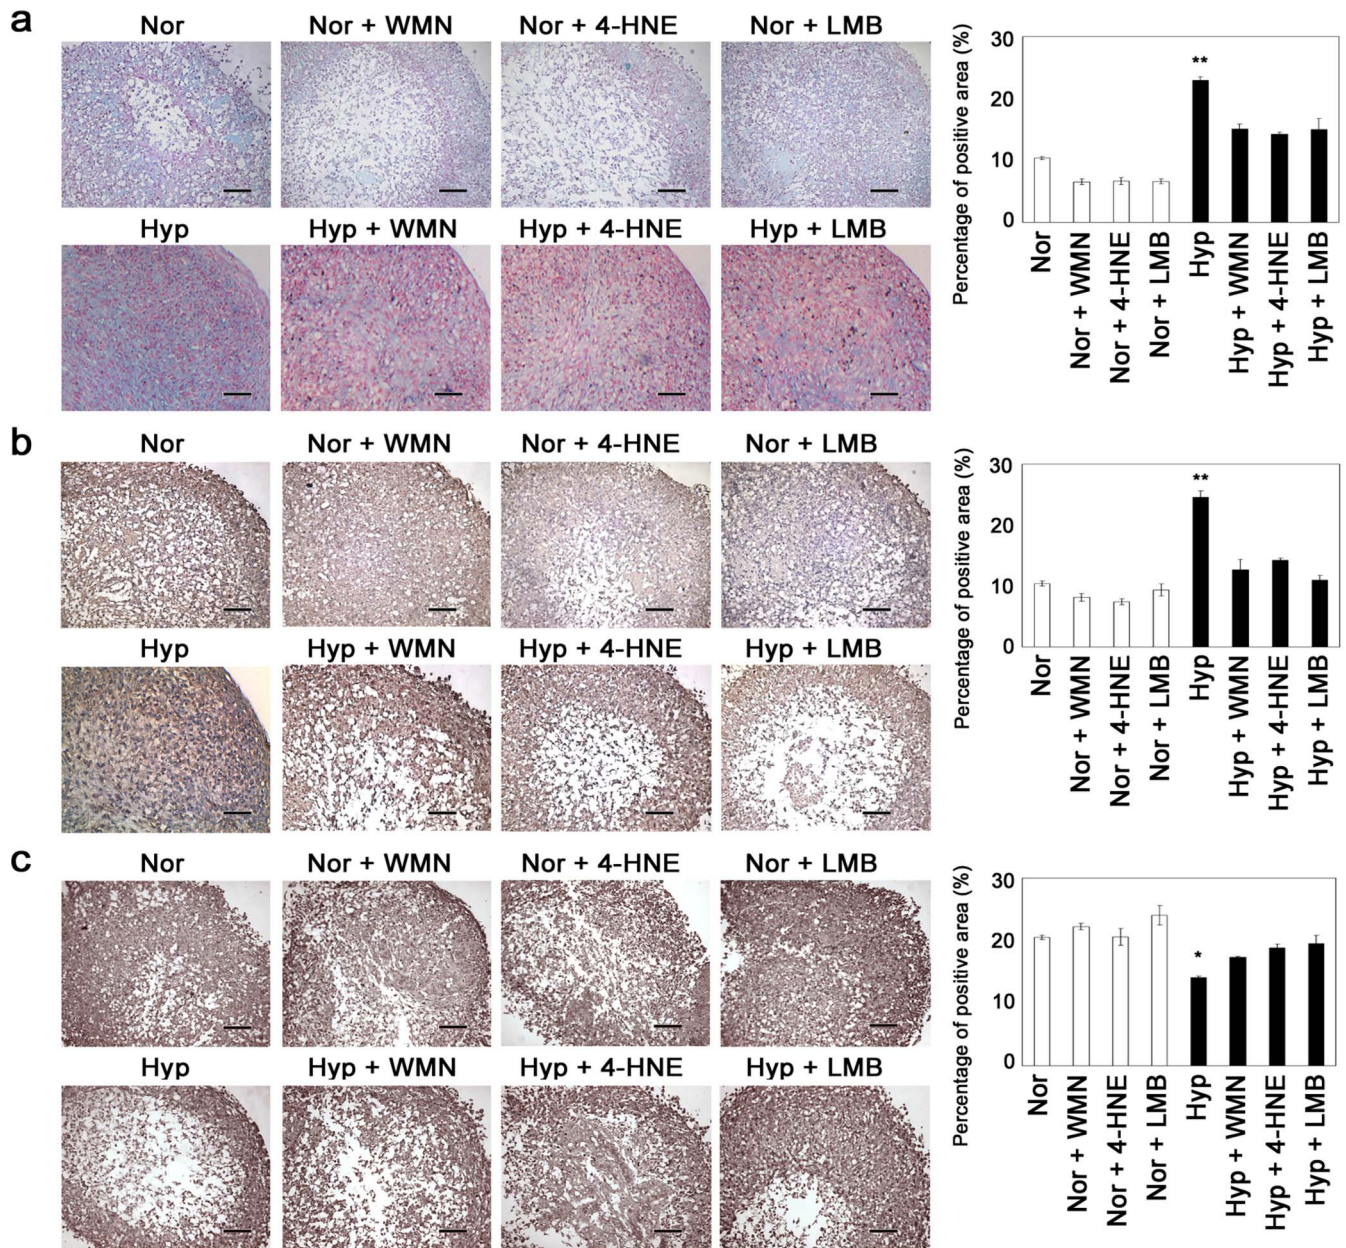 a
Nor
Nor + WMN
Nor + 4-HNE
Nor + LMB
Hyp
Hyp + WMN
Hyp + 4-HNE
Hyp + LMB
Percentage of positive area (%)
30
20
10
0
**
Nor
Nor + WMN
Nor + 4-HNE
Nor + LMB
Hyp
Hyp + WMN
Hyp + 4-HNE
Hyp + LMB
b
Nor
Nor + WMN
Nor + 4-HNE
Nor + LMB
Hyp
Hyp + WMN
Hyp + 4-HNE
Hyp + LMB
Percentage of positive area (%)
30
20
10
0
**
Nor
Nor + WMN
Nor + 4-HNE
Nor + LMB
Hyp
Hyp + WMN
Hyp + 4-HNE
Hyp + LMB
c
Nor
Nor + WMN
Nor + 4-HNE
Nor + LMB
Hyp
Hyp + WMN
Hyp + 4-HNE
Hyp + LMB
Percentage of positive area (%)
30
20
10
0
*
Nor
Nor + WMN
Nor + 4-HNE
Nor + LMB
Hyp
Hyp + WMN
Hyp + 4-HNE
Hyp + LMB